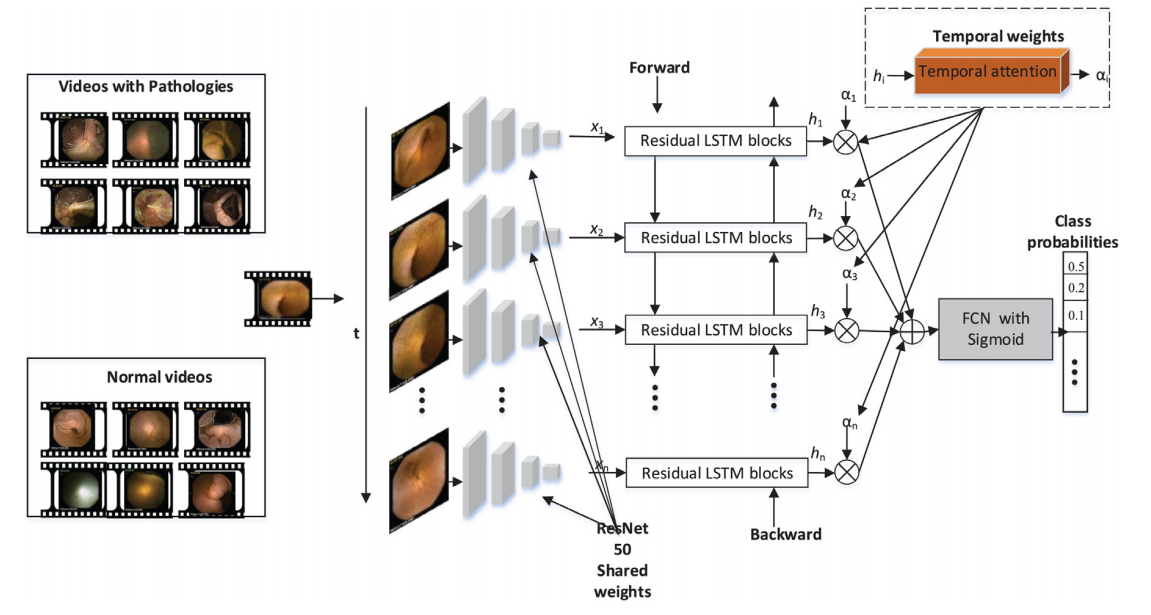 Videos with Pathologies
Normal videos
t
x1
x2
x3
xn
ResNet
50
Shared
weights
Forward
Residual LSTM blocks
Residual LSTM blocks
Residual LSTM blocks
Residual LSTM blocks
Backward
h1
h2
h3
hn
α1
α2
α3
αn
Temporal weights
hi
Temporal attention
αi
FCN with
Sigmoid
Class
probabilities
0.5
0.2
0.1